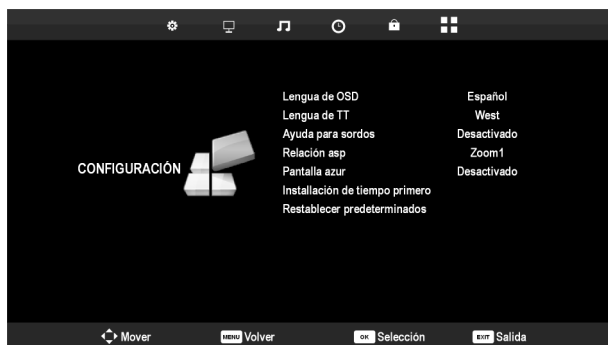 Lengua de OSD Español
Lengua de TT West
Ayuda para sordos Desactivado
Relación asp Zoom1
CONFIGURACIÓN
Pantalla azur Desactivado
Installación de tiempo primero
Restablecer predeterminados
Mover MENU Volver OK Selección EXIT Salida